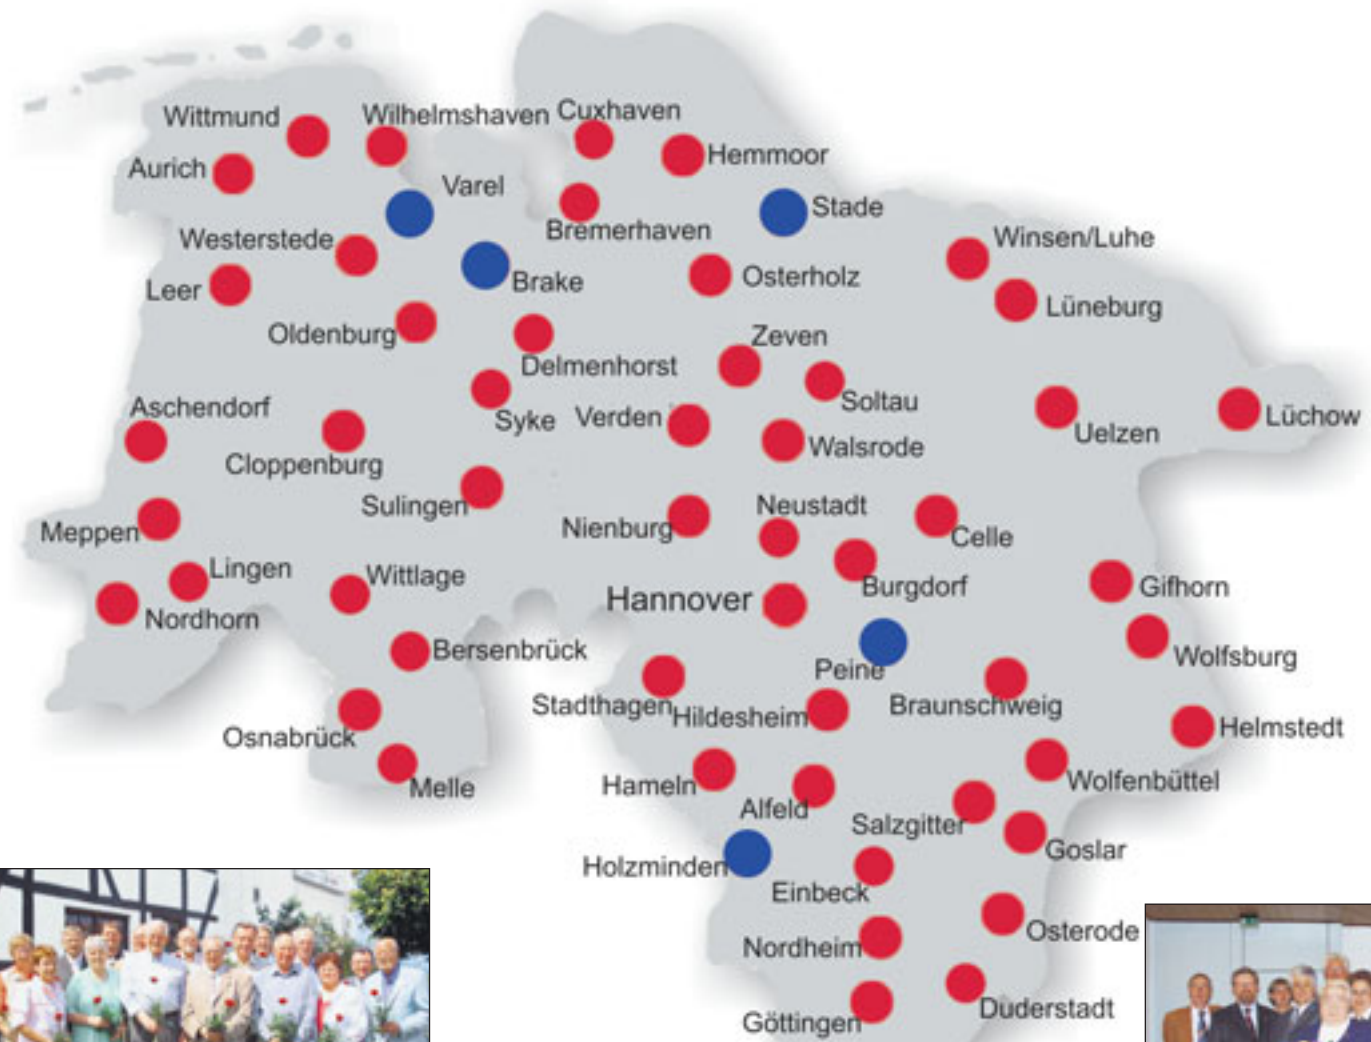 Wittmund
Wilhelmshaven
Cuxhaven
Hemmoor
Aurich
Varel
Stade
Westerstede
Bremerhaven
Winsen/Luhe
Leer
Brake
Osterholz
Lüneburg
Oldenburg
Delmenhorst
Zeven
Soltau
Aschendorf
Syke
Verden
Uelzen
Lüchow
Cloppenburg
Walsrode
Sulingen
Meppen
Nienburg
Neustadt
Celle
Lingen
Wittlage
Burgdorf
Gifhorn
Nordhorn
Hannover
Bersenbrück
Peine
Wolfsburg
Stadthagen
Hildesheim
Braunschweig
Helmstedt
Osnabrück
Melle
Hameln
Alfeld
Wolfenbüttel
Salzgitter
Goslar
Holzminden
Einbeck
Osterode
Nordheim
Duderstadt
Göttingen